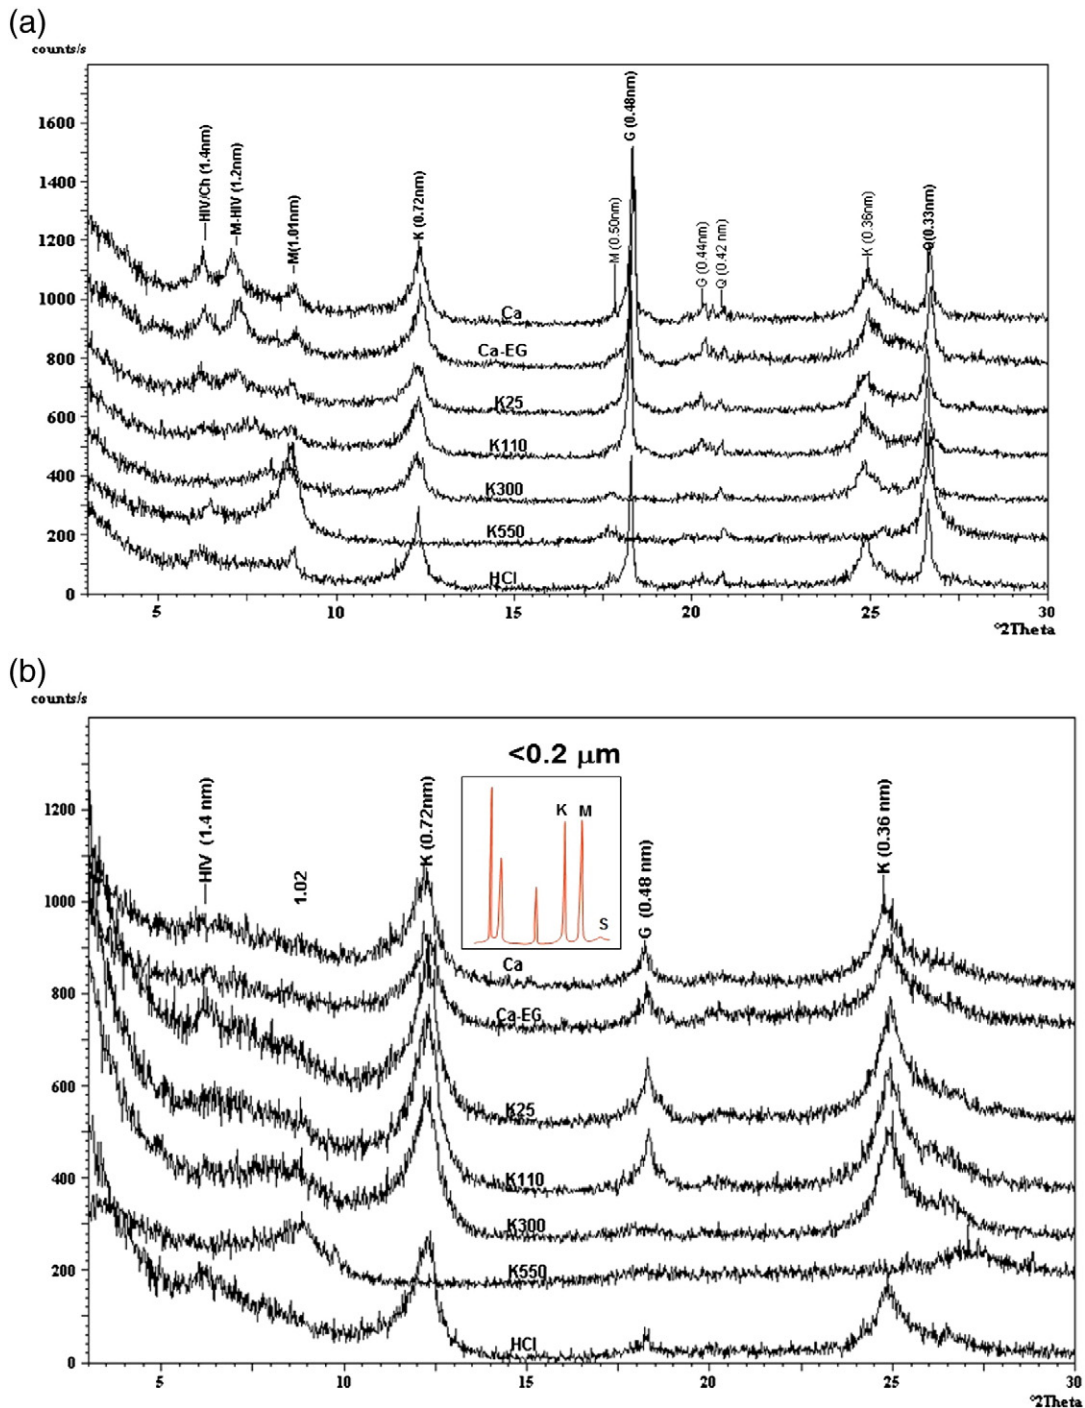 (a)
counts/s
1600
1400
1200
1000
800
600
400
200
0
HIV/Ch (1.4nm)
M-HIV (1.2nm)
M(1.01nm)
K (0.72nm)
M (0.50nm)
G (0.48nm)
G (0.44nm)
Q (0.42 nm)
K (0.36nm)
Q(0.33nm)
Ca
Ca-EG
K25
K110
K300
K550
HCl
5
10
15
20
25
30
°2Theta
(b)
counts/s
<0.2 μm
1200
1000
800
600
400
200
0
HIV (1.4 nm)
1.02
K (0.72nm)
K
M
S
G (0.48 nm)
K (0.36 nm)
Ca
Ca-EG
K25
K110
K300
K550
HCl
5
10
15
20
25
30
°2Theta